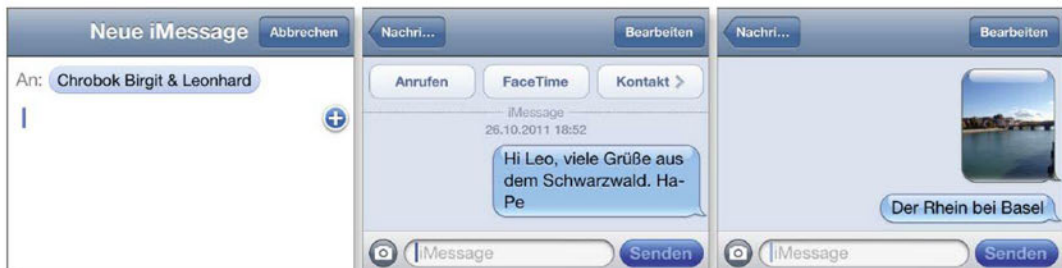 Neue iMessage Abbrechen
An: Chrobok Birgit & Leonhard
Nachri... Bearbeiten
Anrufen FaceTime Kontakt >
iMessage
26.10.2011 18:52
Hi Leo, viele Grüße aus
dem Schwarzwald. Ha-
Pe
iMessage Senden
Nachri... Bearbeiten
Der Rhein bei Basel
iMessage Senden